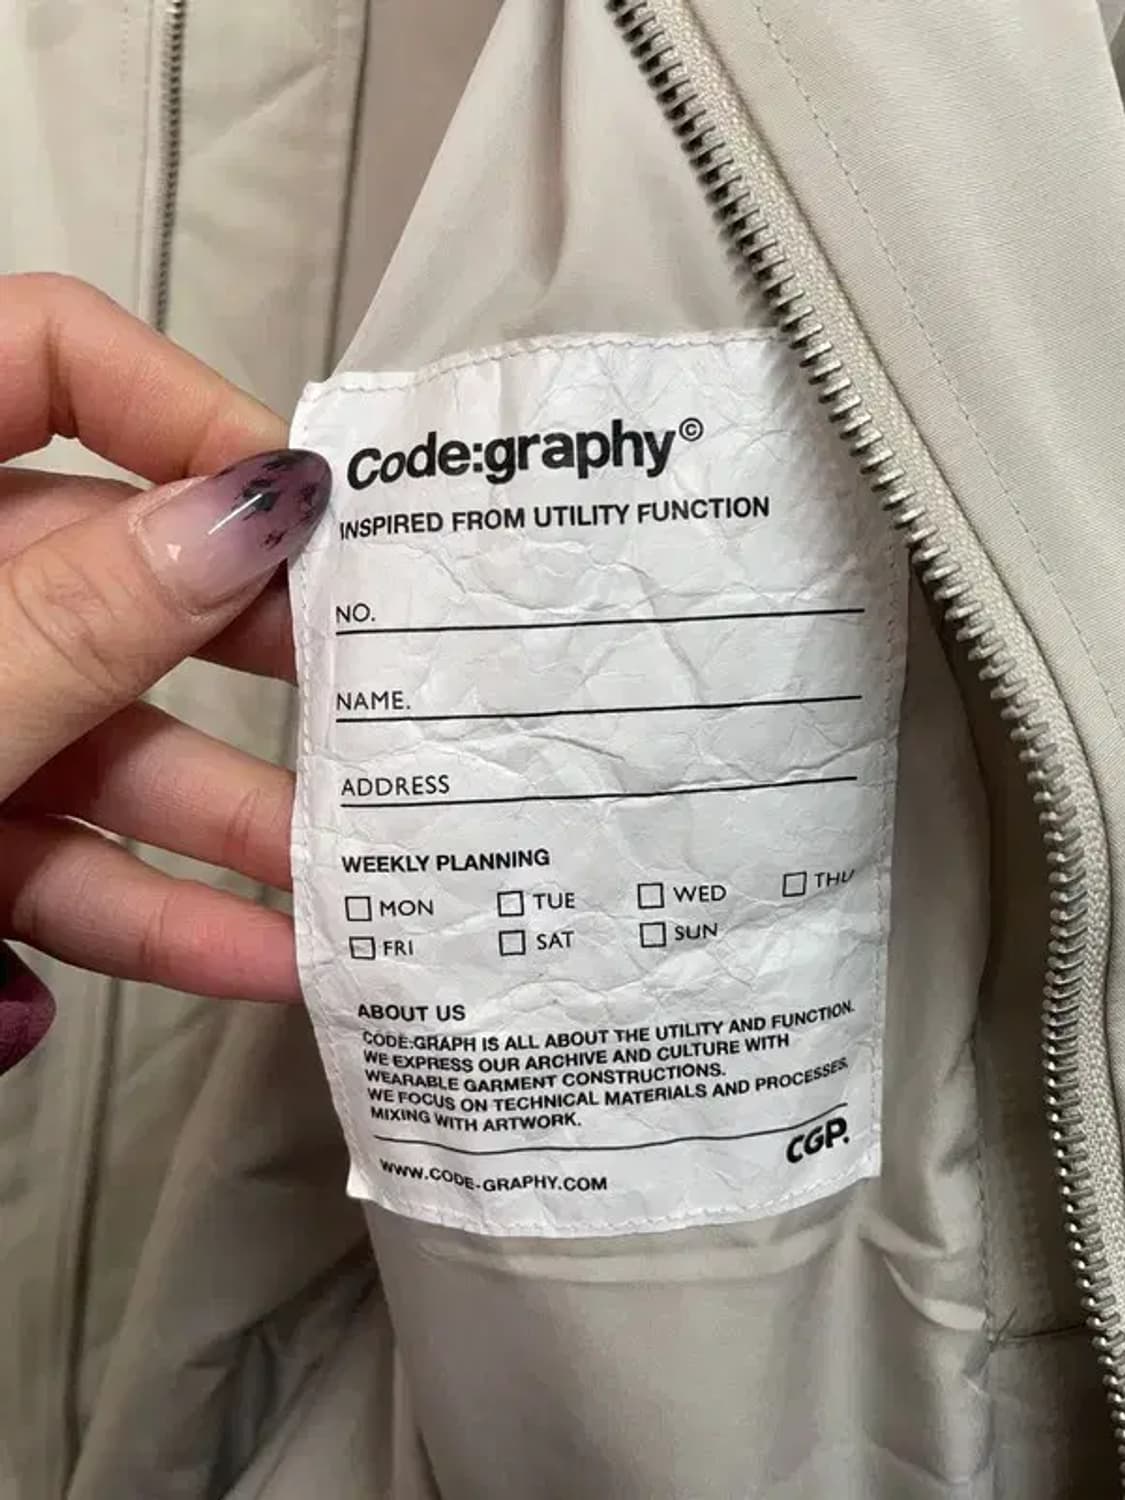 Code:graphy©
INSPIRED FROM UTILITY FUNCTION
NO.
NAME.
ADDRESS
WEEKLY PLANNING
MON TUE WED THU
FRI SAT SUN
ABOUT US
CODE:GRAPH IS ALL ABOUT THE UTILITY AND FUNCTION.
WE EXPRESS OUR ARCHIVE AND CULTURE WITH
WEARABLE GARMENT CONSTRUCTIONS.
WE FOCUS ON TECHNICAL MATERIALS AND PROCESSES,
MIXING WITH ARTWORK.
CGP.
WWW.CODE-GRAPHY.COM